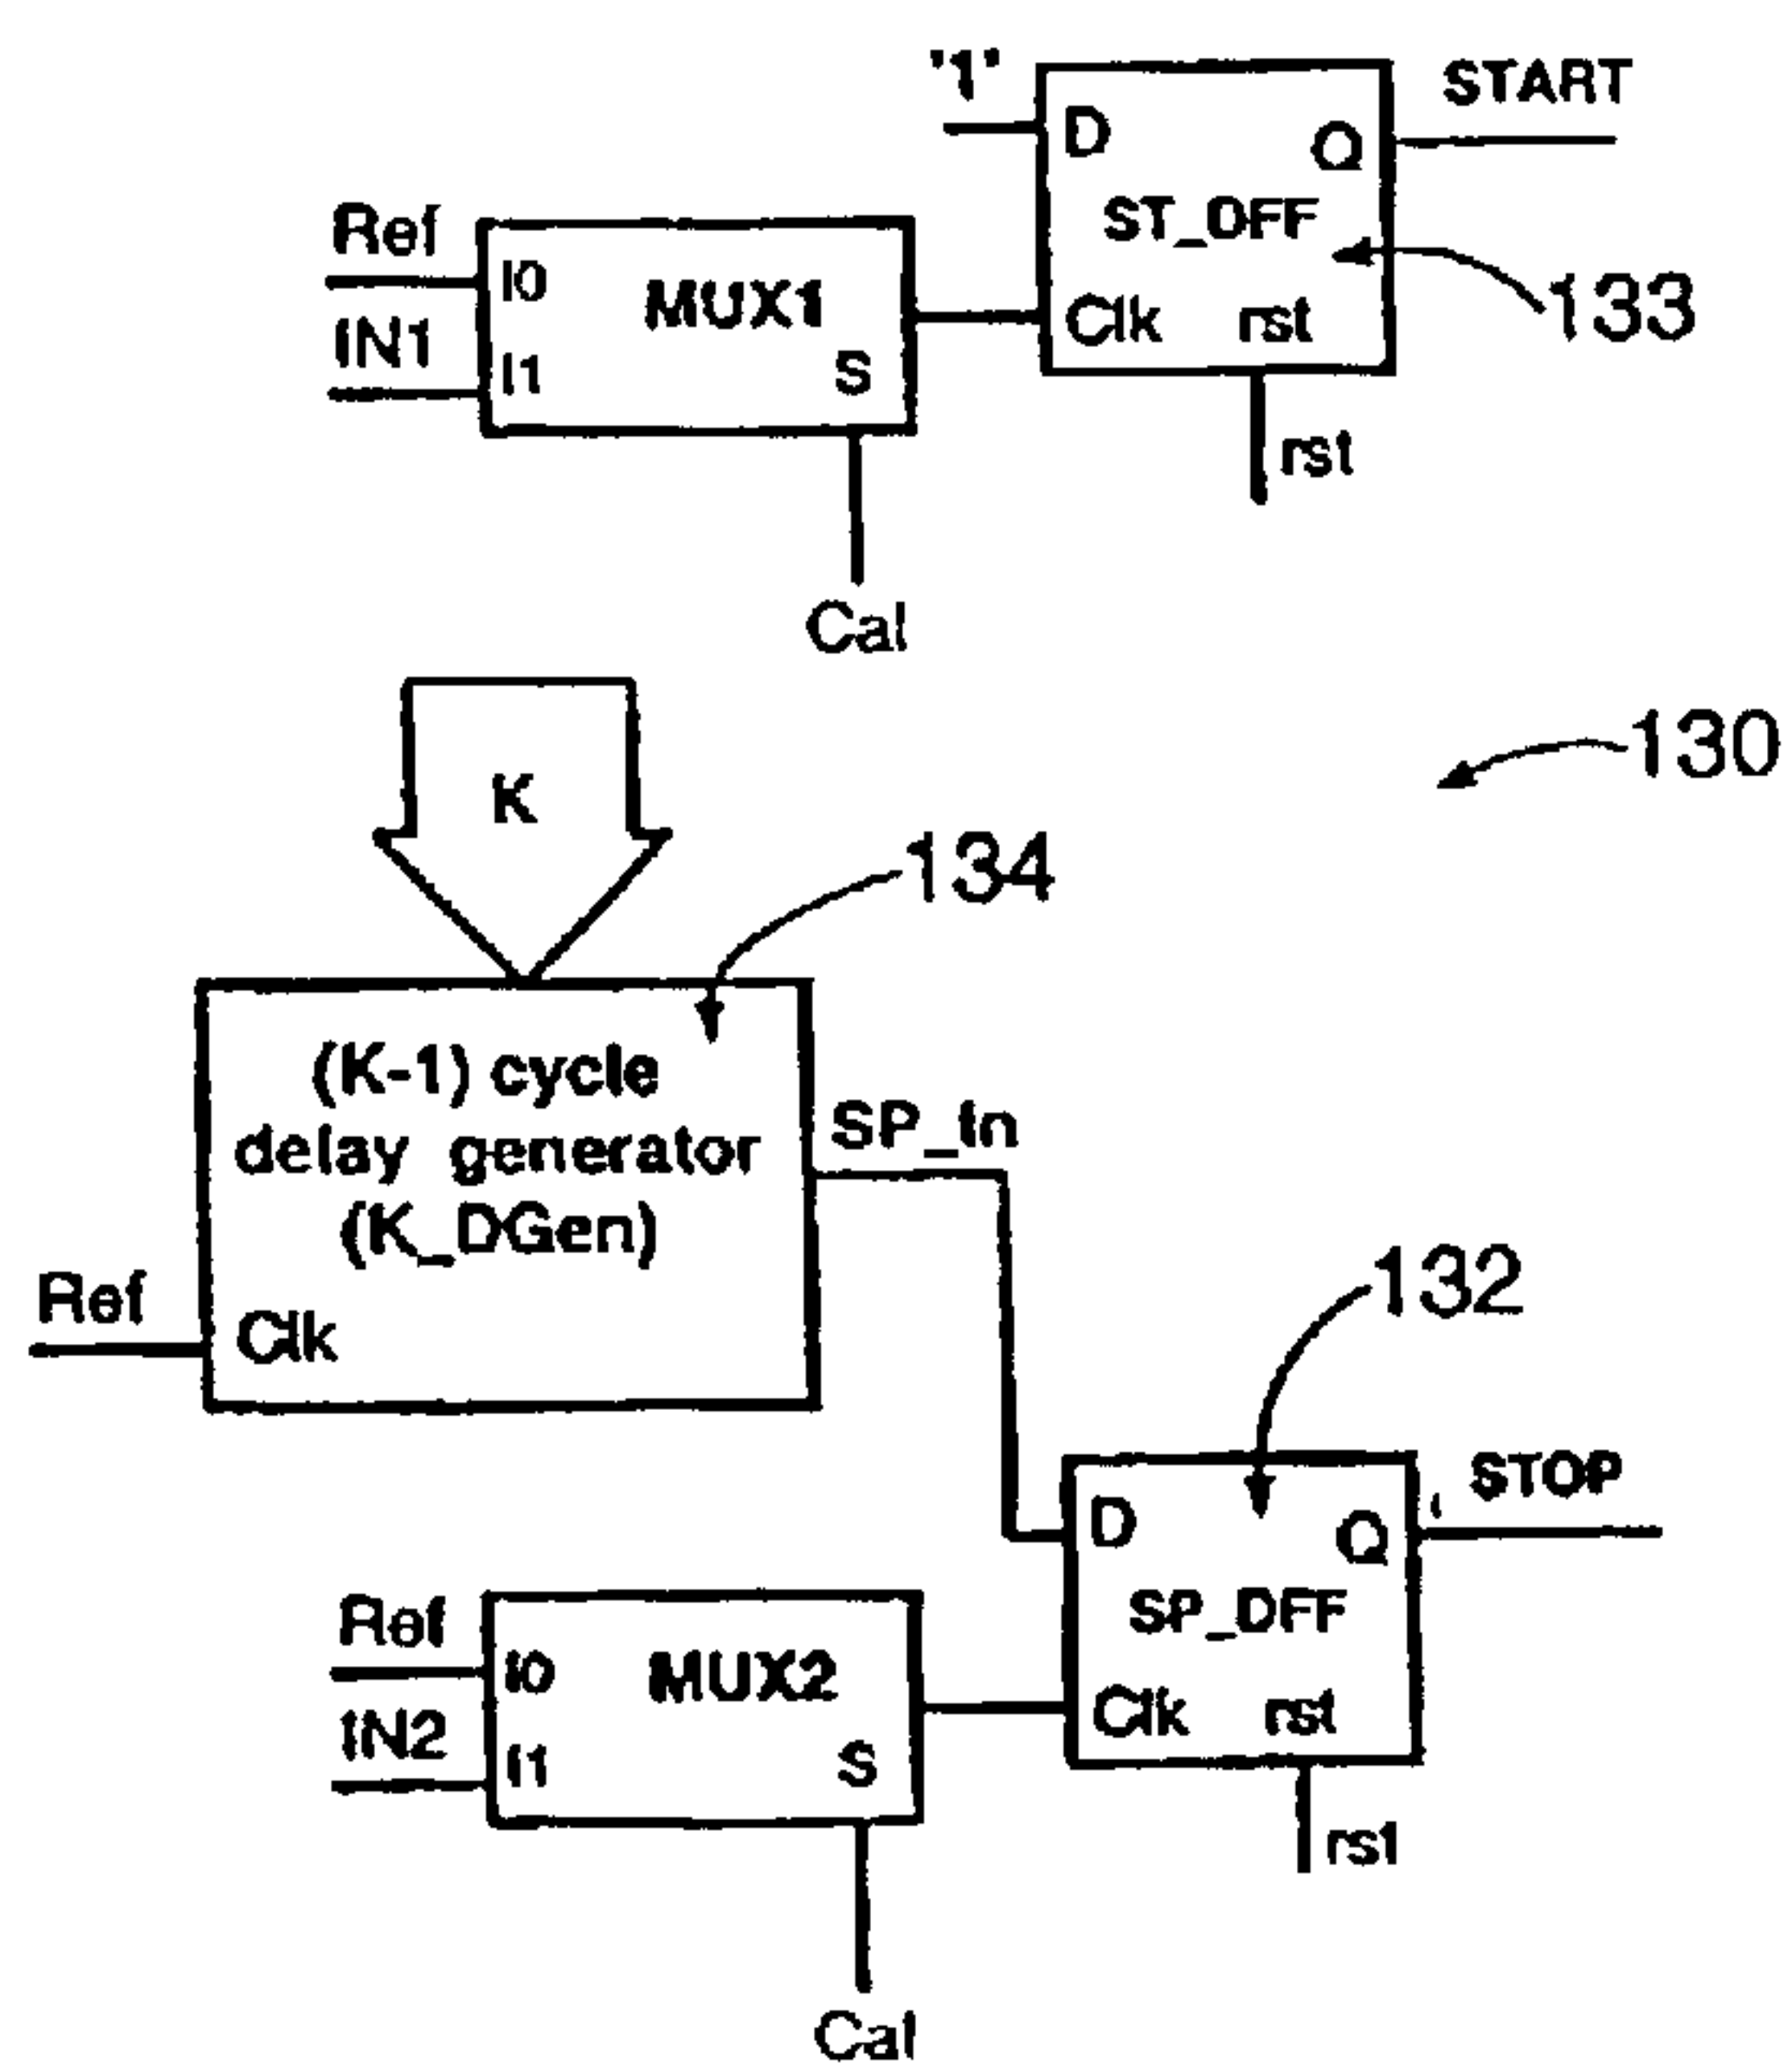 '1'
START
D
Q
ST_OFF
Ref
I0
MUX1
133
IN1
Clk
rst
I1
S
rst
Cal
130
K
134
(K-1) cycle
delay generator
(K_DGen)
SP_in
Ref
Clk
132
STOP
D
Q
SP_DFF
Ref
I0
MUX2
Clk
rst
IN2
I1
S
rst
Cal